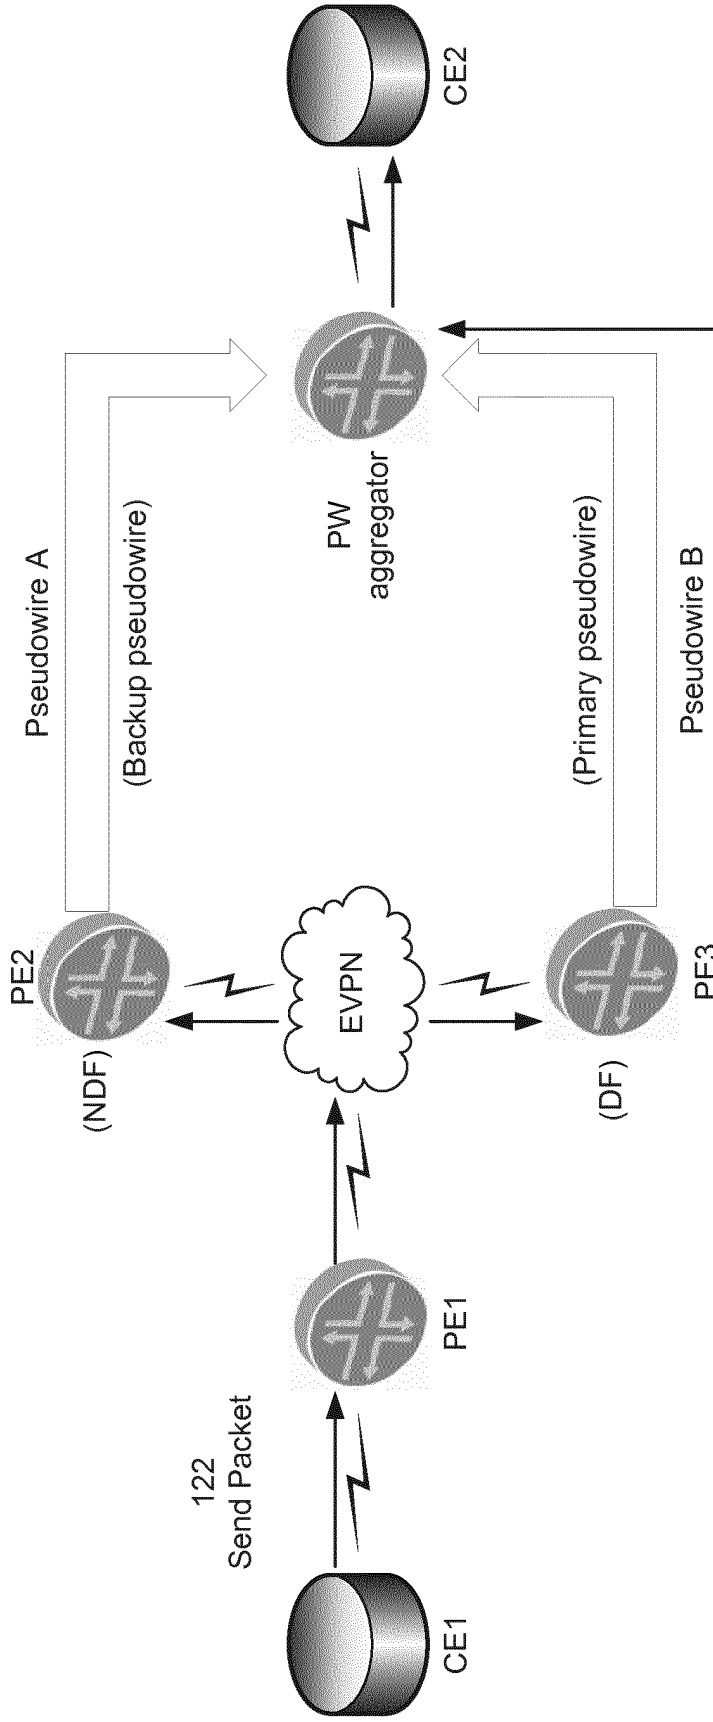 122
Send Packet
CE1
PE1
EVPN
PE2
(NDF)
PE3
(DF)
Pseudowire A
(Backup pseudowire)
(Primary pseudowire)
Pseudowire B
PW
aggregator
CE2